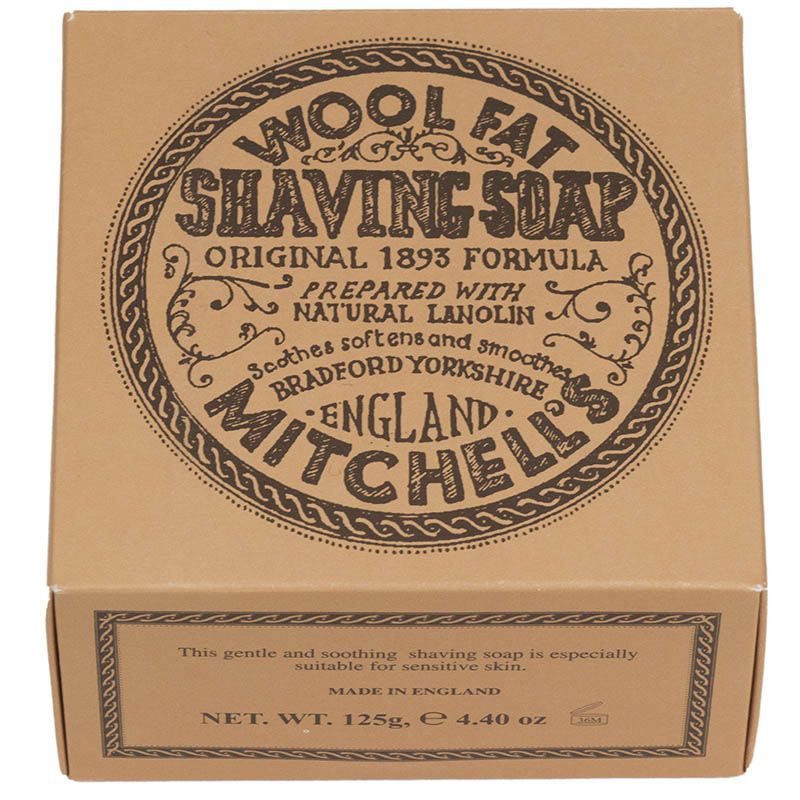 WOOL FAT
SHAVING SOAP
ORIGINAL 1893 FORMULA
PREPARED WITH
NATURAL LANOLIN
Soothes softens and smoothes
BRADFORD YORKSHIRE
·ENGLAND·
MITCHELL'S
This gentle and soothing shaving soap is especially
suitable for sensitive skin.
MADE IN ENGLAND
NET. WT. 125g, ℮ 4.40 oz 36M